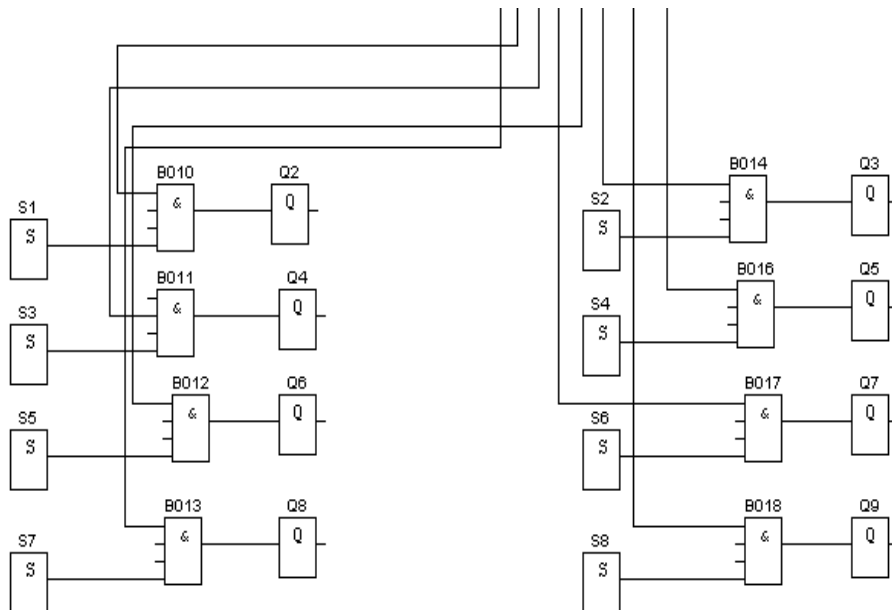 B010 Q2
S1 & Q
S
B011 Q4
S3 & Q
S
B012 Q6
S5 & Q
S
B013 Q8
S7 & Q
S
B014 Q3
S2 & Q
S
B016 Q5
S4 & Q
S
B017 Q7
S6 & Q
S
B018 Q9
S8 & Q
S